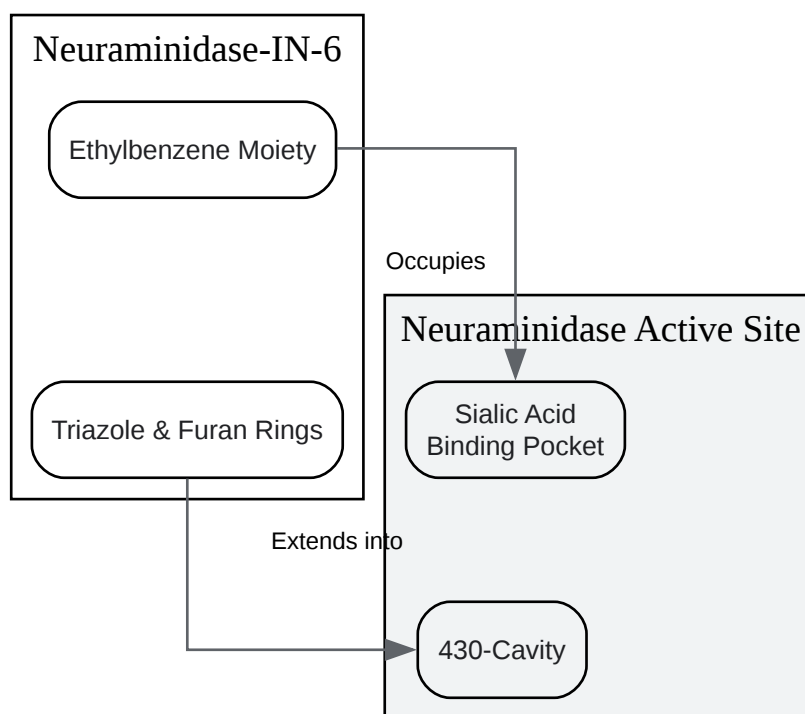 Neuraminidase-IN-6
Ethylbenzene Moiety
Occupies
Neuraminidase Active Site
Triazole & Furan Rings
Sialic Acid
Binding Pocket
Extends into
430-Cavity